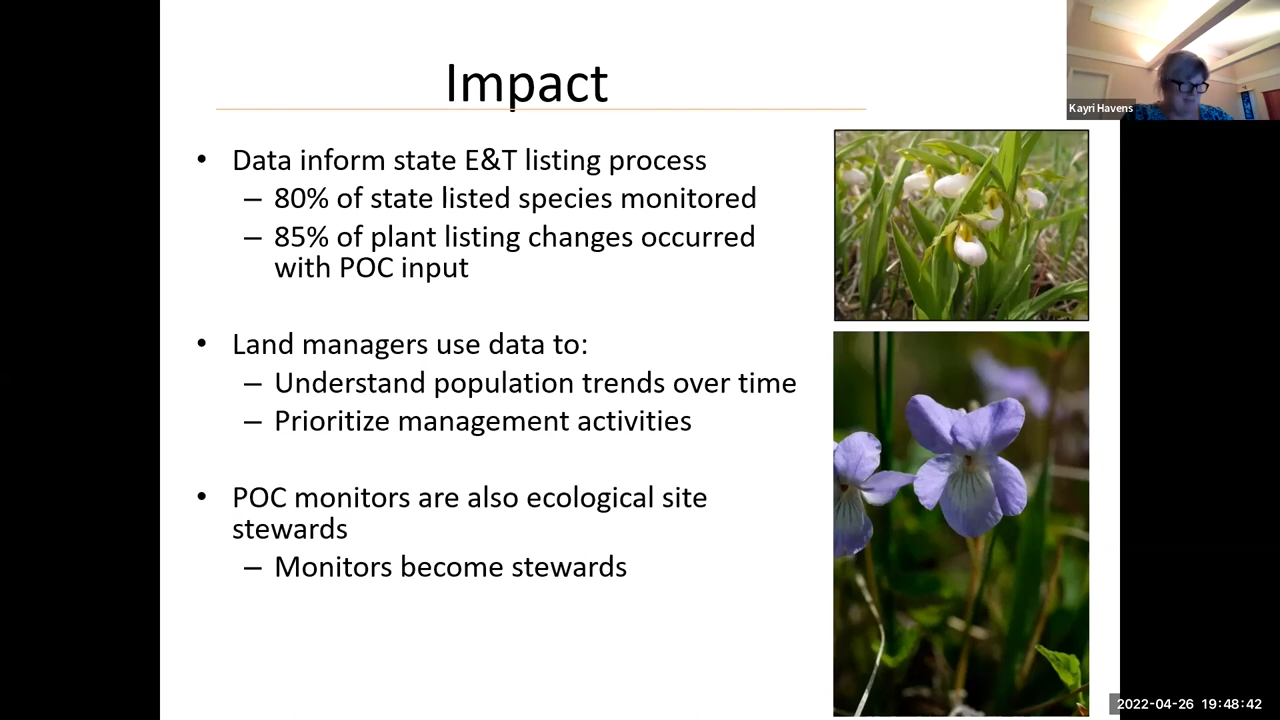 Impact
• Data inform state E&T listing process
– 80% of state listed species monitored
– 85% of plant listing changes occurred
with POC input
• Land managers use data to:
– Understand population trends over time
– Prioritize management activities
• POC monitors are also ecological site
stewards
– Monitors become stewards
Kayri Havens
2022-04-26 19:48:42